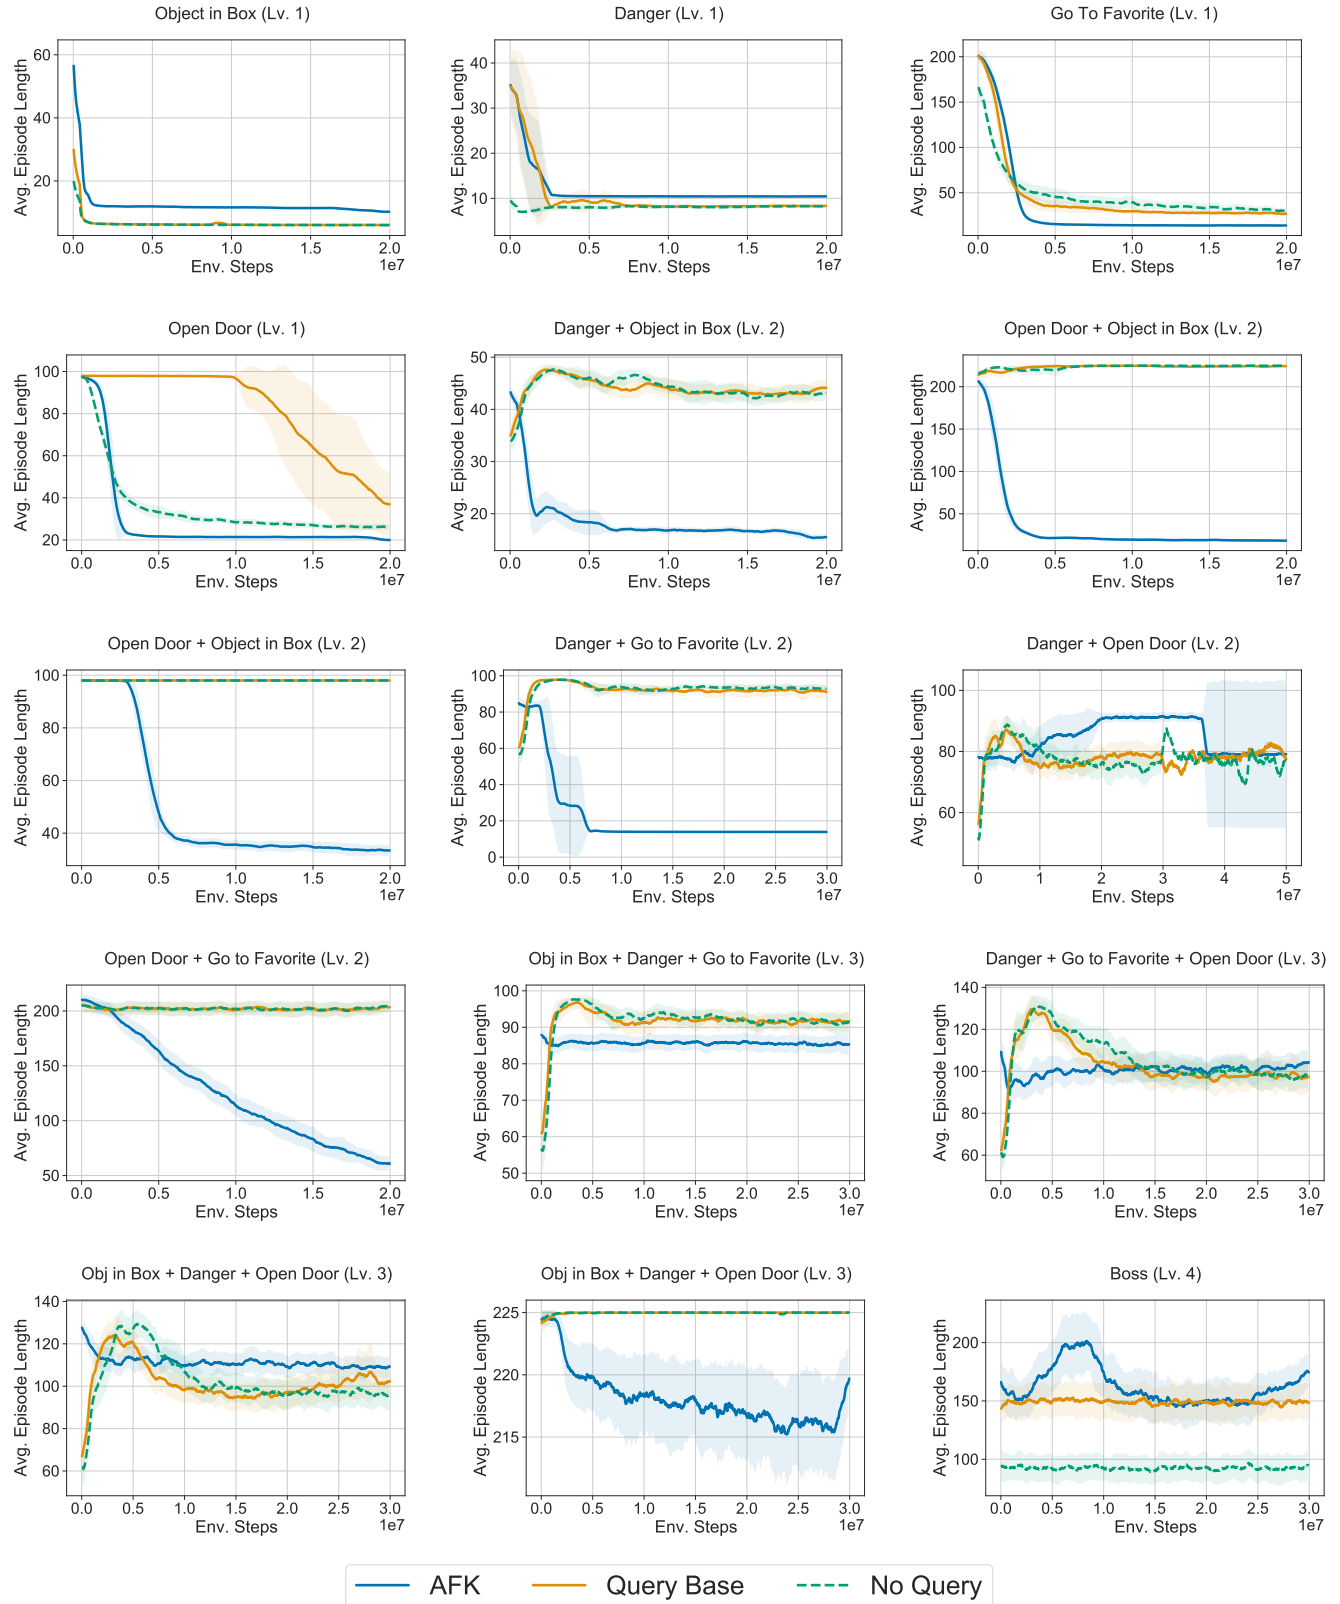 Object in Box (Lv. 1)
Avg. Episode Length
60
40
20
0.0 0.5 1.0 1.5 2.0
1e7
Env. Steps
Danger (Lv. 1)
Avg. Episode Length
40
30
20
10
0.0 0.5 1.0 1.5 2.0
1e7
Env. Steps
Go To Favorite (Lv. 1)
Avg. Episode Length
200
150
100
50
0.0 0.5 1.0 1.5 2.0
1e7
Env. Steps
Open Door (Lv. 1)
Avg. Episode Length
100
80
60
40
20
0.0 0.5 1.0 1.5 2.0
1e7
Env. Steps
Danger + Object in Box (Lv. 2)
Avg. Episode Length
50
40
30
20
0.0 0.5 1.0 1.5 2.0
1e7
Env. Steps
Open Door + Object in Box (Lv. 2)
Avg. Episode Length
200
150
100
50
0.0 0.5 1.0 1.5 2.0
1e7
Env. Steps
Open Door + Object in Box (Lv. 2)
Avg. Episode Length
100
80
60
40
0.0 0.5 1.0 1.5 2.0
1e7
Env. Steps
Danger + Go to Favorite (Lv. 2)
Avg. Episode Length
100
80
60
40
20
0
0.0 0.5 1.0 1.5 2.0 2.5 3.0
1e7
Env. Steps
Danger + Open Door (Lv. 2)
Avg. Episode Length
100
80
60
0 1 2 3 4 5
1e7
Env. Steps
Open Door + Go to Favorite (Lv. 2)
Avg. Episode Length
200
150
100
50
0.0 0.5 1.0 1.5 2.0
1e7
Env. Steps
Obj in Box + Danger + Go to Favorite (Lv. 3)
Avg. Episode Length
100
90
80
70
60
50
0.0 0.5 1.0 1.5 2.0 2.5 3.0
1e7
Env. Steps
Danger + Go to Favorite + Open Door (Lv. 3)
Avg. Episode Length
140
120
100
80
60
0.0 0.5 1.0 1.5 2.0 2.5 3.0
1e7
Env. Steps
Obj in Box + Danger + Open Door (Lv. 3)
Avg. Episode Length
140
120
100
80
60
0.0 0.5 1.0 1.5 2.0 2.5 3.0
1e7
Env. Steps
Obj in Box + Danger + Open Door (Lv. 3)
Avg. Episode Length
225
220
215
0.0 0.5 1.0 1.5 2.0 2.5 3.0
1e7
Env. Steps
Boss (Lv. 4)
Avg. Episode Length
200
150
100
0.0 0.5 1.0 1.5 2.0 2.5 3.0
1e7
Env. Steps
AFK Query Base No Query